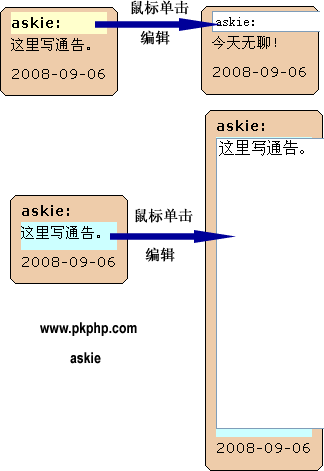 askie:
这里写通告。
2008-09-06
鼠标单击
编辑
askie:
今天无聊！
2008-09-06
askie:
这里写通告。
2008-09-06
鼠标单击
编辑
askie:
这里写通告。
2008-09-06
www.pkphp.com
askie